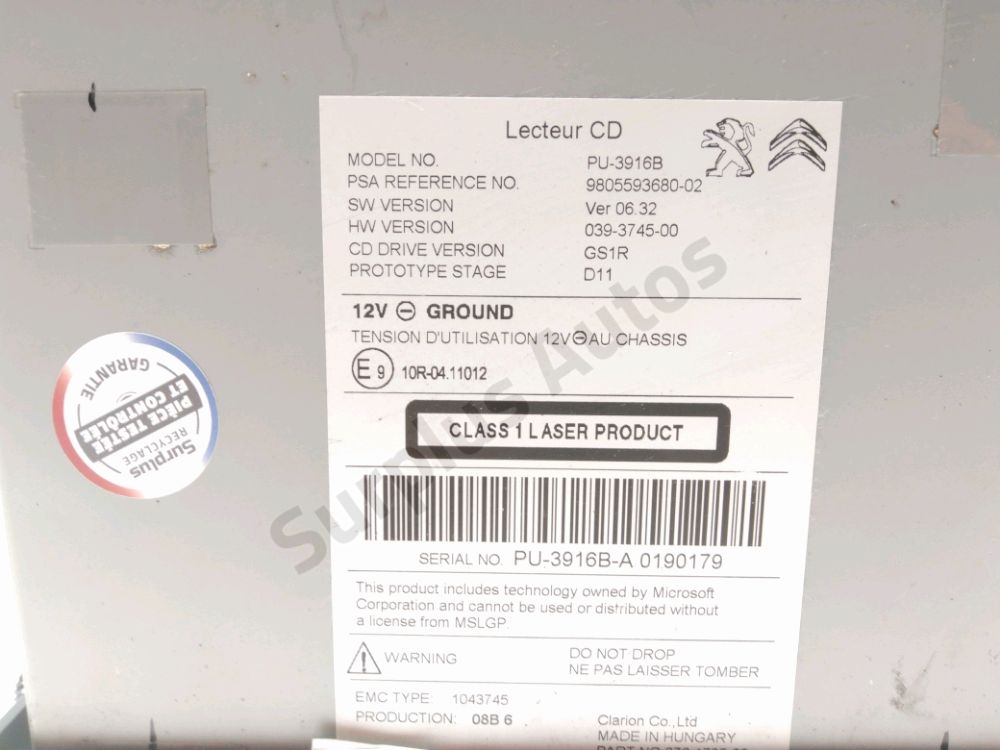 Lecteur CD
MODEL NO. PU-3916B
PSA REFERENCE NO. 9805593680-02
SW VERSION Ver 06.32
HW VERSION 039-3745-00
CD DRIVE VERSION GS1R
PROTOTYPE STAGE D11
12V ⊖ GROUND
TENSION D'UTILISATION 12V⊖AU CHASSIS
E9 10R-04.11012
CLASS 1 LASER PRODUCT
SERIAL NO. PU-3916B-A 0190179
This product includes technology owned by Microsoft
Corporation and cannot be used or distributed without
a license from MSLGP.
WARNING DO NOT DROP
NE PAS LAISSER TOMBER
EMC TYPE: 1043745
PRODUCTION: 08B 6 Clarion Co.,Ltd
MADE IN HUNGARY
PART NO.
Surplus
RECYCLAGE
PIÈCE TESTÉE
ET CONTRÔLÉE
GARANTIE
Surplus Autos